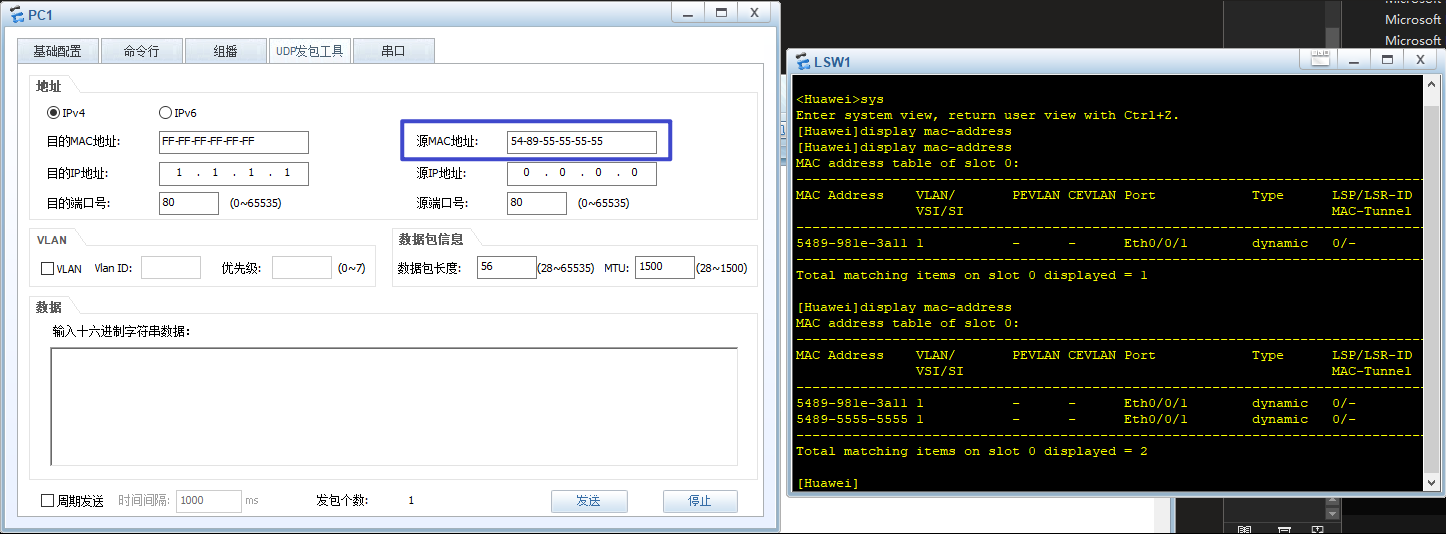 PC1
基础配置 命令行 组播 UDP发包工具 串口
地址
IPv4 IPv6
目的MAC地址: FF-FF-FF-FF-FF-FF 源MAC地址: 54-89-55-55-55-55
目的IP地址: 1 . 1 . 1 . 1 源IP地址: 0 . 0 . 0 . 0
目的端口号: 80 (0~65535) 源端口号: 80 (0~65535)
VLAN 数据包信息
VLAN Vlan ID: 优先级: (0~7) 数据包长度: 56 (28~65535) MTU: 1500 (28~1500)
数据
输入十六进制字符串数据:
周期发送 时间间隔: 1000 ms 发包个数: 1 发送 停止
Microsoft
Microsoft
Microsoft
LSW1
<Huawei>sys
Enter system view, return user view with Ctrl+Z.
[Huawei]display mac-address
[Huawei]display mac-address
MAC address table of slot 0:
-------------------------------------------------------------------------------
MAC Address VLAN/ PEVLAN CEVLAN Port Type LSP/LSR-ID
VSI/SI MAC-Tunnel
-------------------------------------------------------------------------------
5489-981e-3a11 1 - - Eth0/0/1 dynamic 0/-
-------------------------------------------------------------------------------
Total matching items on slot 0 displayed = 1
[Huawei]display mac-address
MAC address table of slot 0:
-------------------------------------------------------------------------------
MAC Address VLAN/ PEVLAN CEVLAN Port Type LSP/LSR-ID
VSI/SI MAC-Tunnel
-------------------------------------------------------------------------------
5489-981e-3a11 1 - - Eth0/0/1 dynamic 0/-
5489-5555-5555 1 - - Eth0/0/1 dynamic 0/-
-------------------------------------------------------------------------------
Total matching items on slot 0 displayed = 2
[Huawei]